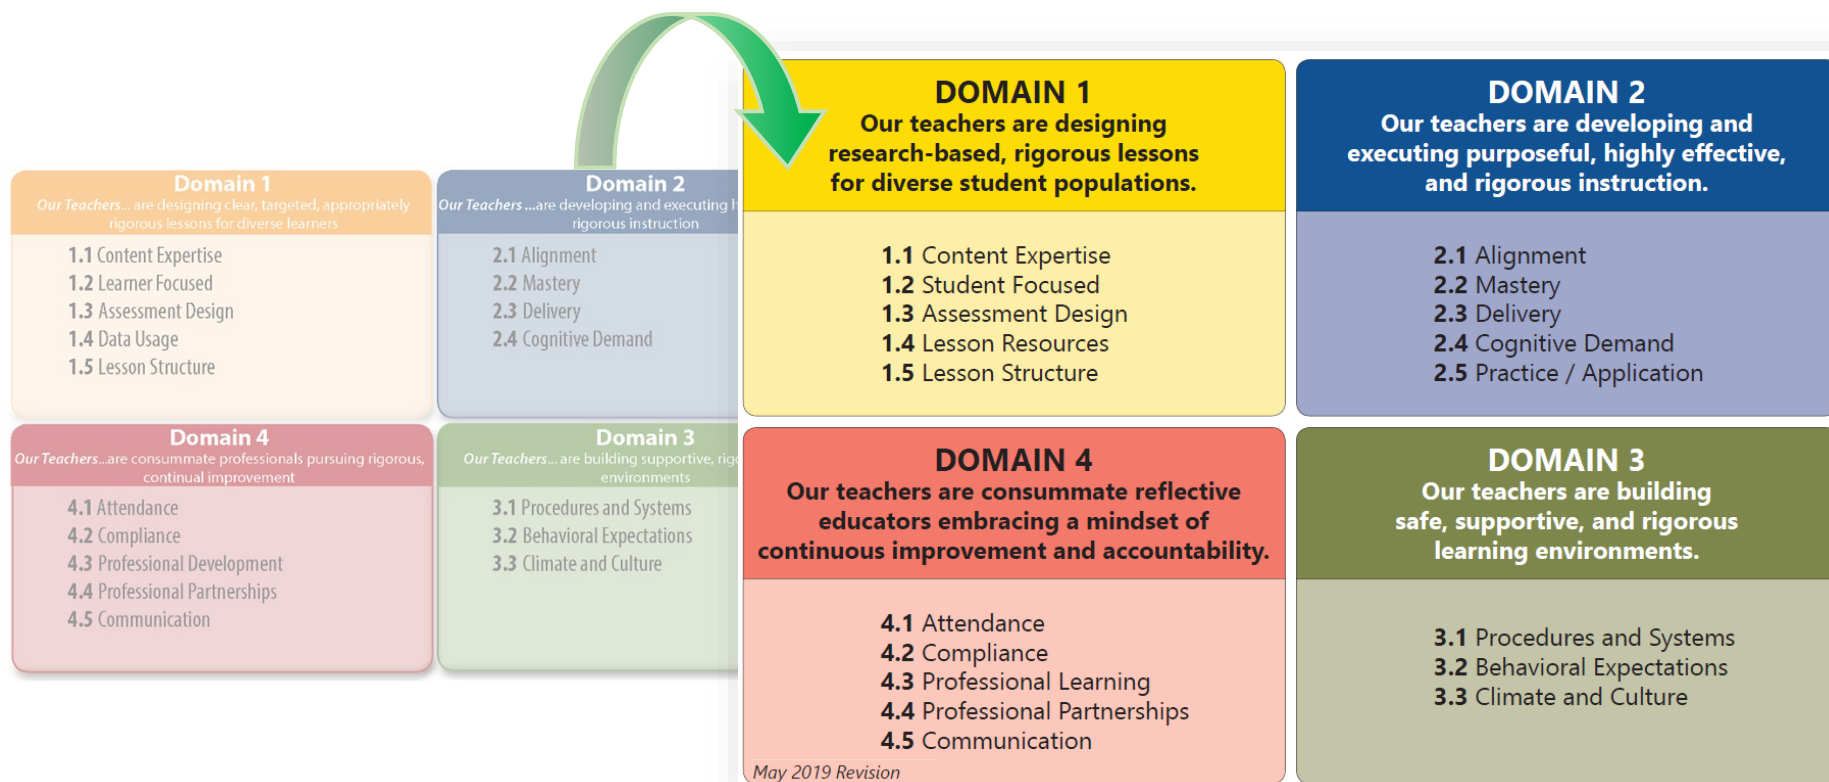 Domain 1
Our Teachers... are designing clear, targeted, appropriately
rigorous lessons for diverse learners
1.1 Content Expertise
1.2 Learner Focused
1.3 Assessment Design
1.4 Data Usage
1.5 Lesson Structure
Domain 2
Our Teachers ...are developing and executing
rigorous instruction
2.1 Alignment
2.2 Mastery
2.3 Delivery
2.4 Cognitive Demand
Domain 4
Our Teachers...are consummate professionals pursuing rigorous,
continual improvement
4.1 Attendance
4.2 Compliance
4.3 Professional Development
4.4 Professional Partnerships
4.5 Communication
Domain 3
Our Teachers... are building supportive,
environments
3.1 Procedures and Systems
3.2 Behavioral Expectations
3.3 Climate and Culture
DOMAIN 1
Our teachers are designing
research-based, rigorous lessons
for diverse student populations.
1.1 Content Expertise
1.2 Student Focused
1.3 Assessment Design
1.4 Lesson Resources
1.5 Lesson Structure
DOMAIN 2
Our teachers are developing and
executing purposeful, highly effective,
and rigorous instruction.
2.1 Alignment
2.2 Mastery
2.3 Delivery
2.4 Cognitive Demand
2.5 Practice / Application
DOMAIN 4
Our teachers are consummate reflective
educators embracing a mindset of
continuous improvement and accountability.
4.1 Attendance
4.2 Compliance
4.3 Professional Learning
4.4 Professional Partnerships
4.5 Communication
May 2019 Revision
DOMAIN 3
Our teachers are building
safe, supportive, and rigorous
learning environments.
3.1 Procedures and Systems
3.2 Behavioral Expectations
3.3 Climate and Culture